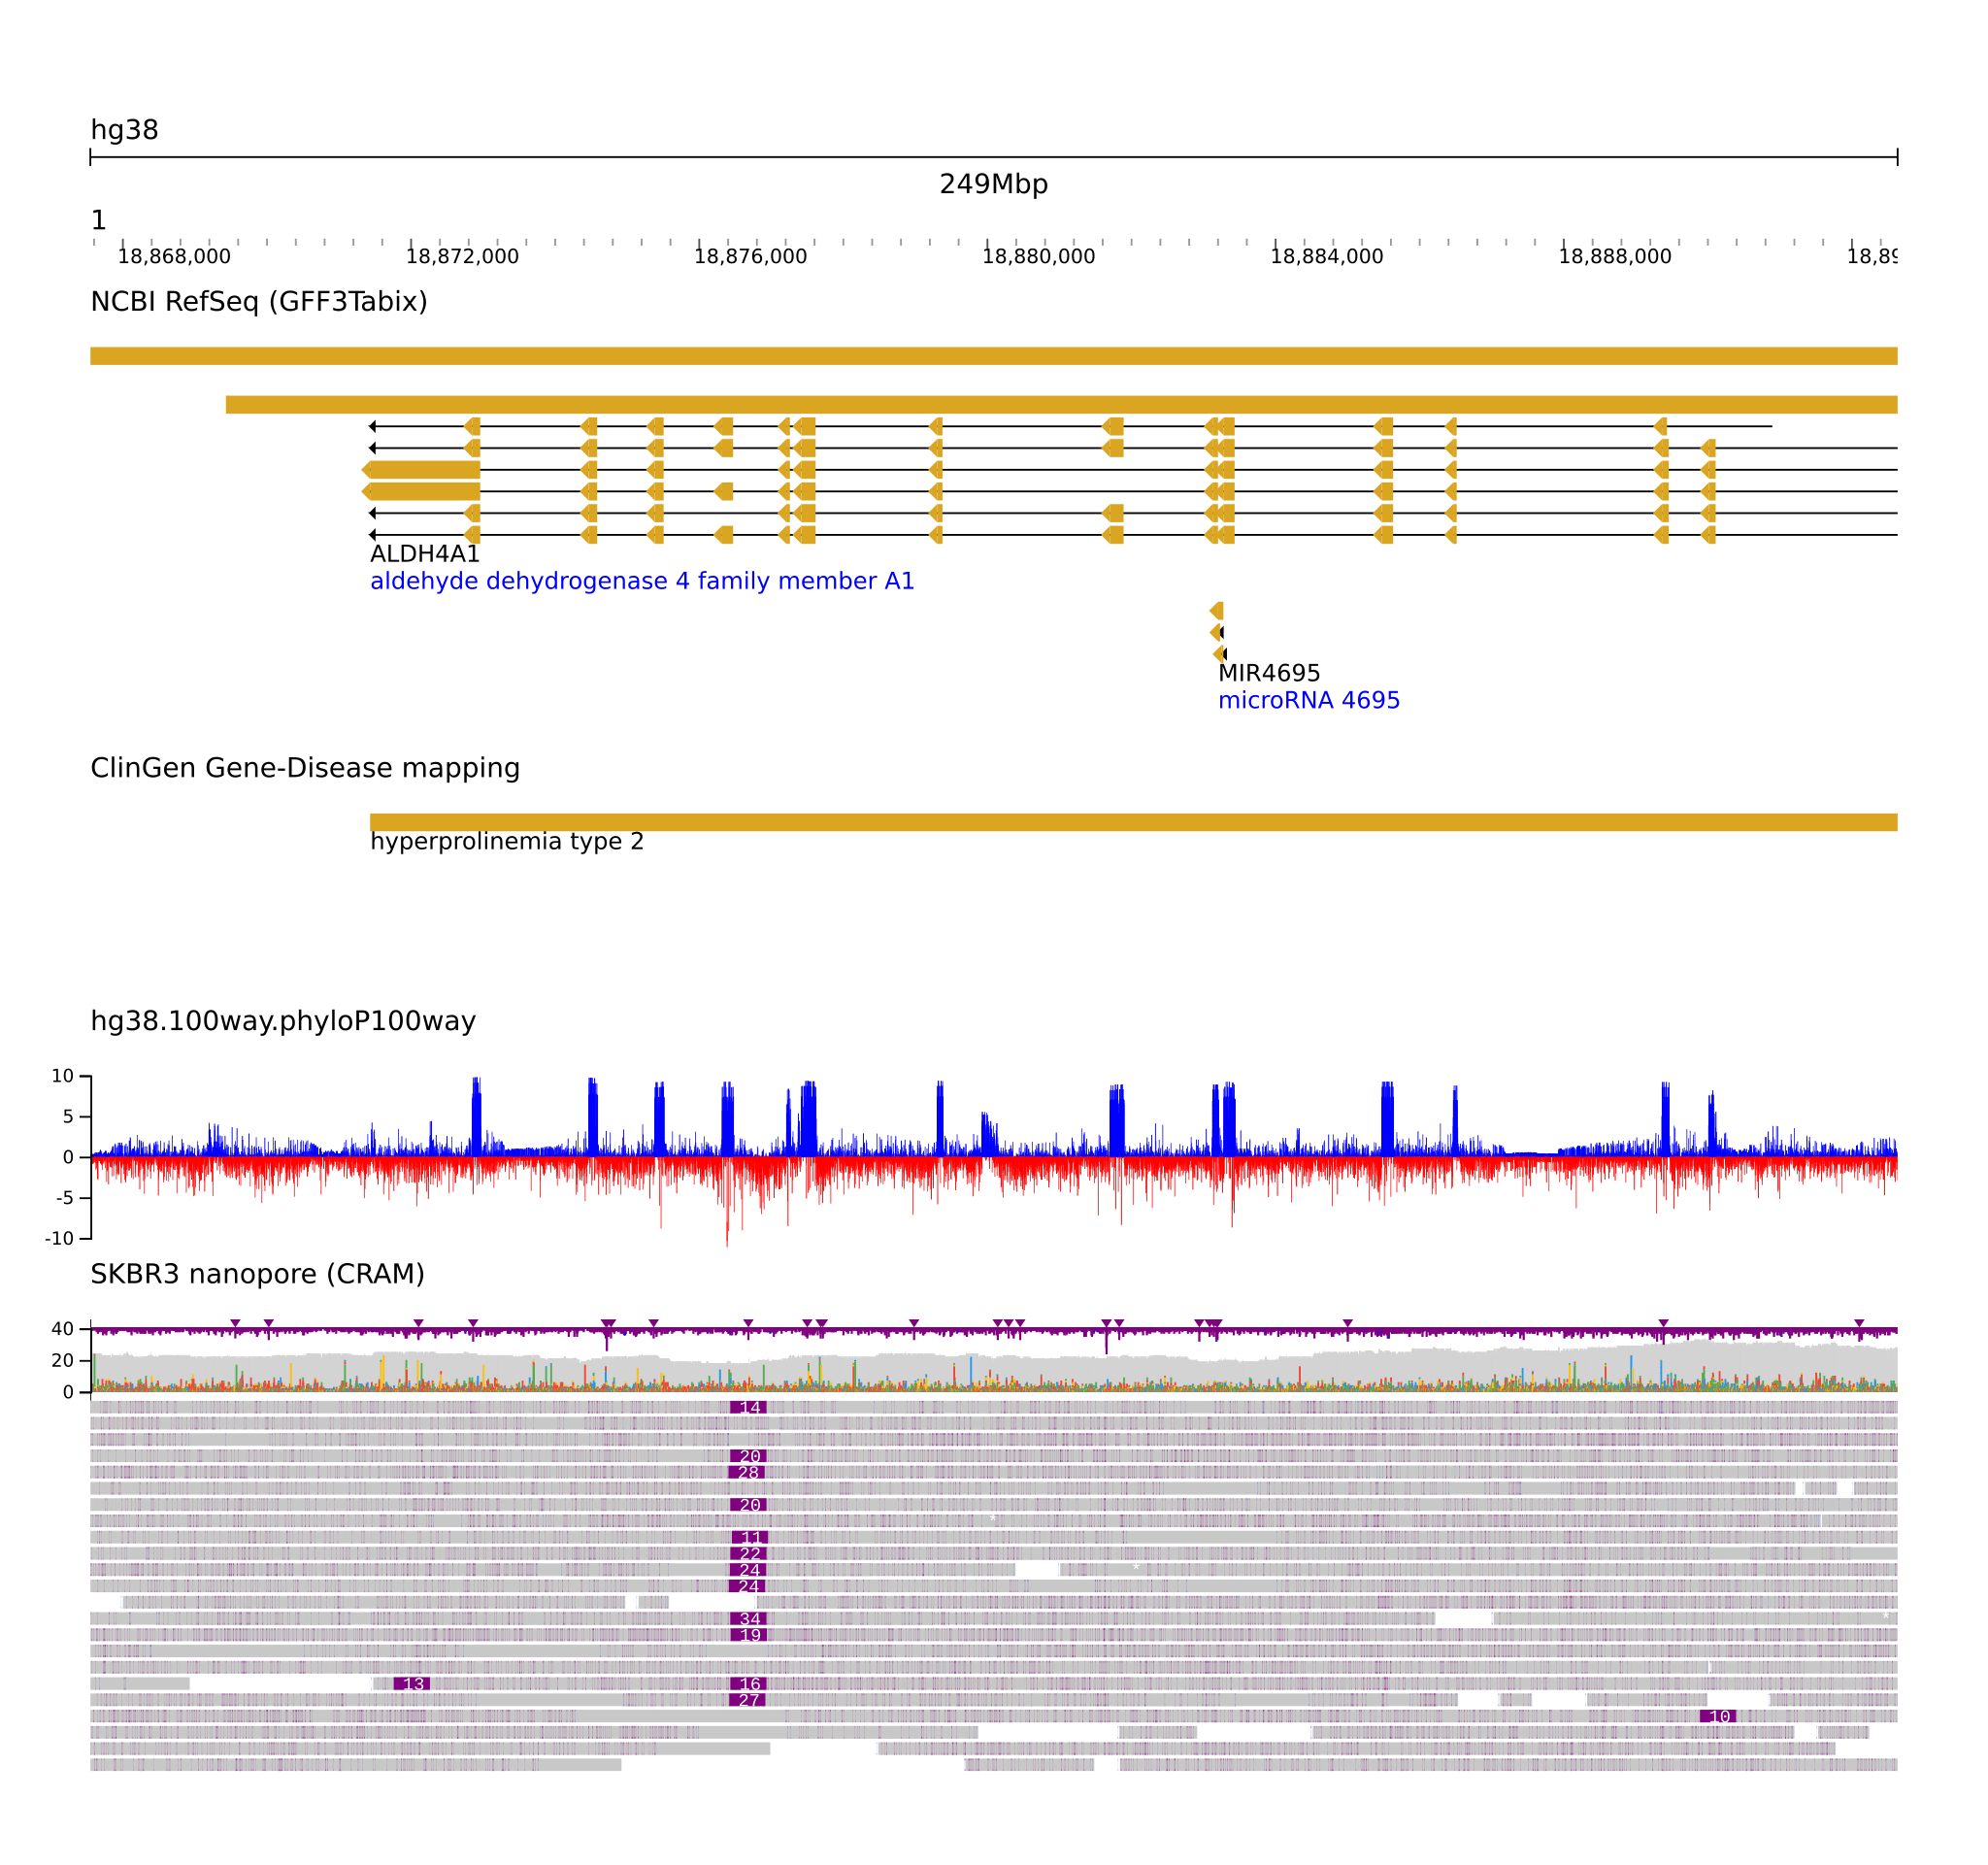 hg38
249Mbp
1
18,868,000 18,872,000 18,876,000 18,880,000 18,884,000 18,888,000 18,89
NCBI RefSeq (GFF3Tabix)
ALDH4A1
aldehyde dehydrogenase 4 family member A1
MIR4695
microRNA 4695
ClinGen Gene-Disease mapping
hyperprolinemia type 2
hg38.100way.phyloP100way
10
5
0
-5
-10
SKBR3 nanopore (CRAM)
40
20
0
14
20
28
20
11
22
24
24
34
19
13 16
27
10